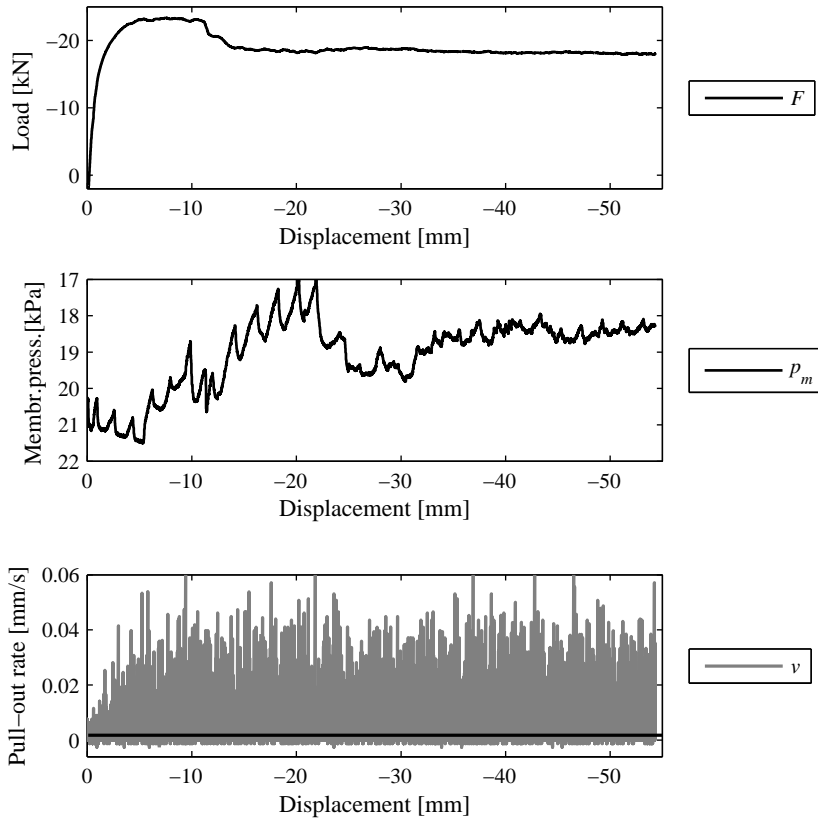 Load [kN]
−20
−10
0
0 −10 −20 −30 −40 −50
Displacement [mm]
F
Membr.press.[kPa]
17
18
19
20
21
22
0 −10 −20 −30 −40 −50
Displacement [mm]
p_m
Pull−out rate [mm/s]
0.06
0.04
0.02
0
0 −10 −20 −30 −40 −50
Displacement [mm]
v